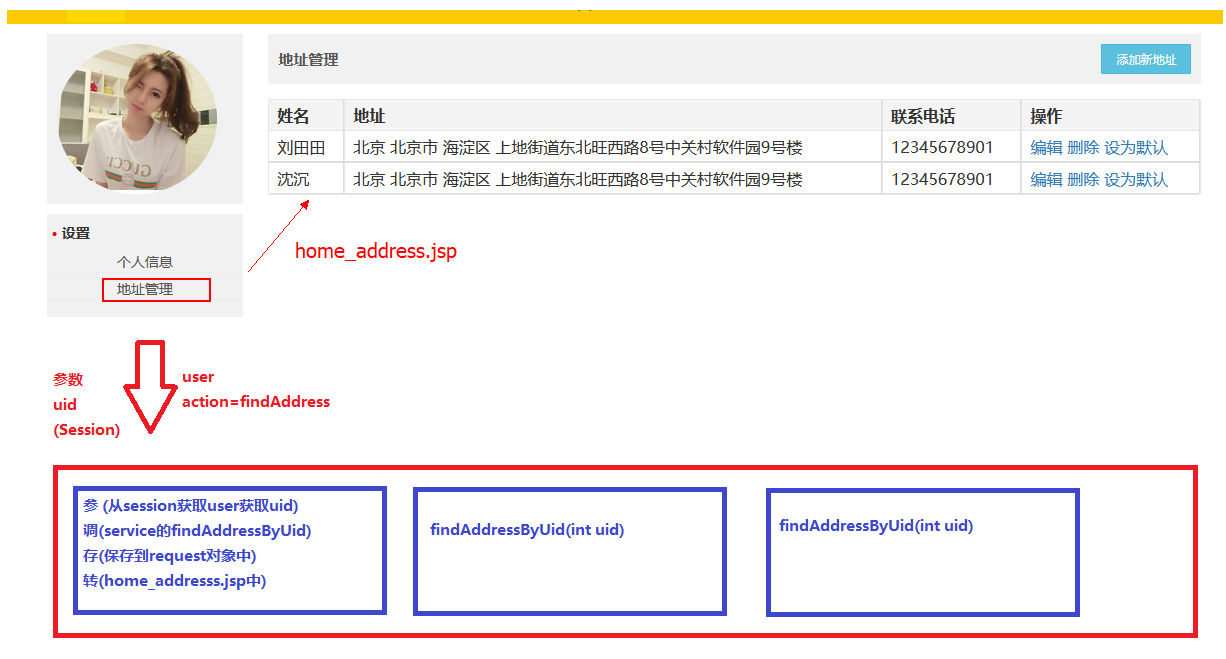 地址管理
添加新地址
姓名 地址 联系电话 操作
刘田田 北京 北京市 海淀区 上地街道东北旺西路8号中关村软件园9号楼 12345678901 编辑 删除 设为默认
沈沉 北京 北京市 海淀区 上地街道东北旺西路8号中关村软件园9号楼 12345678901 编辑 删除 设为默认
GUCCI
设置
个人信息
地址管理
home_address.jsp
参数
uid
(Session)
user
action=findAddress
参 (从session获取user获取uid)
调(service的findAddressByUid)
存(保存到request对象中)
转(home_addresss.jsp中)
findAddressByUid(int uid)
findAddressByUid(int uid)